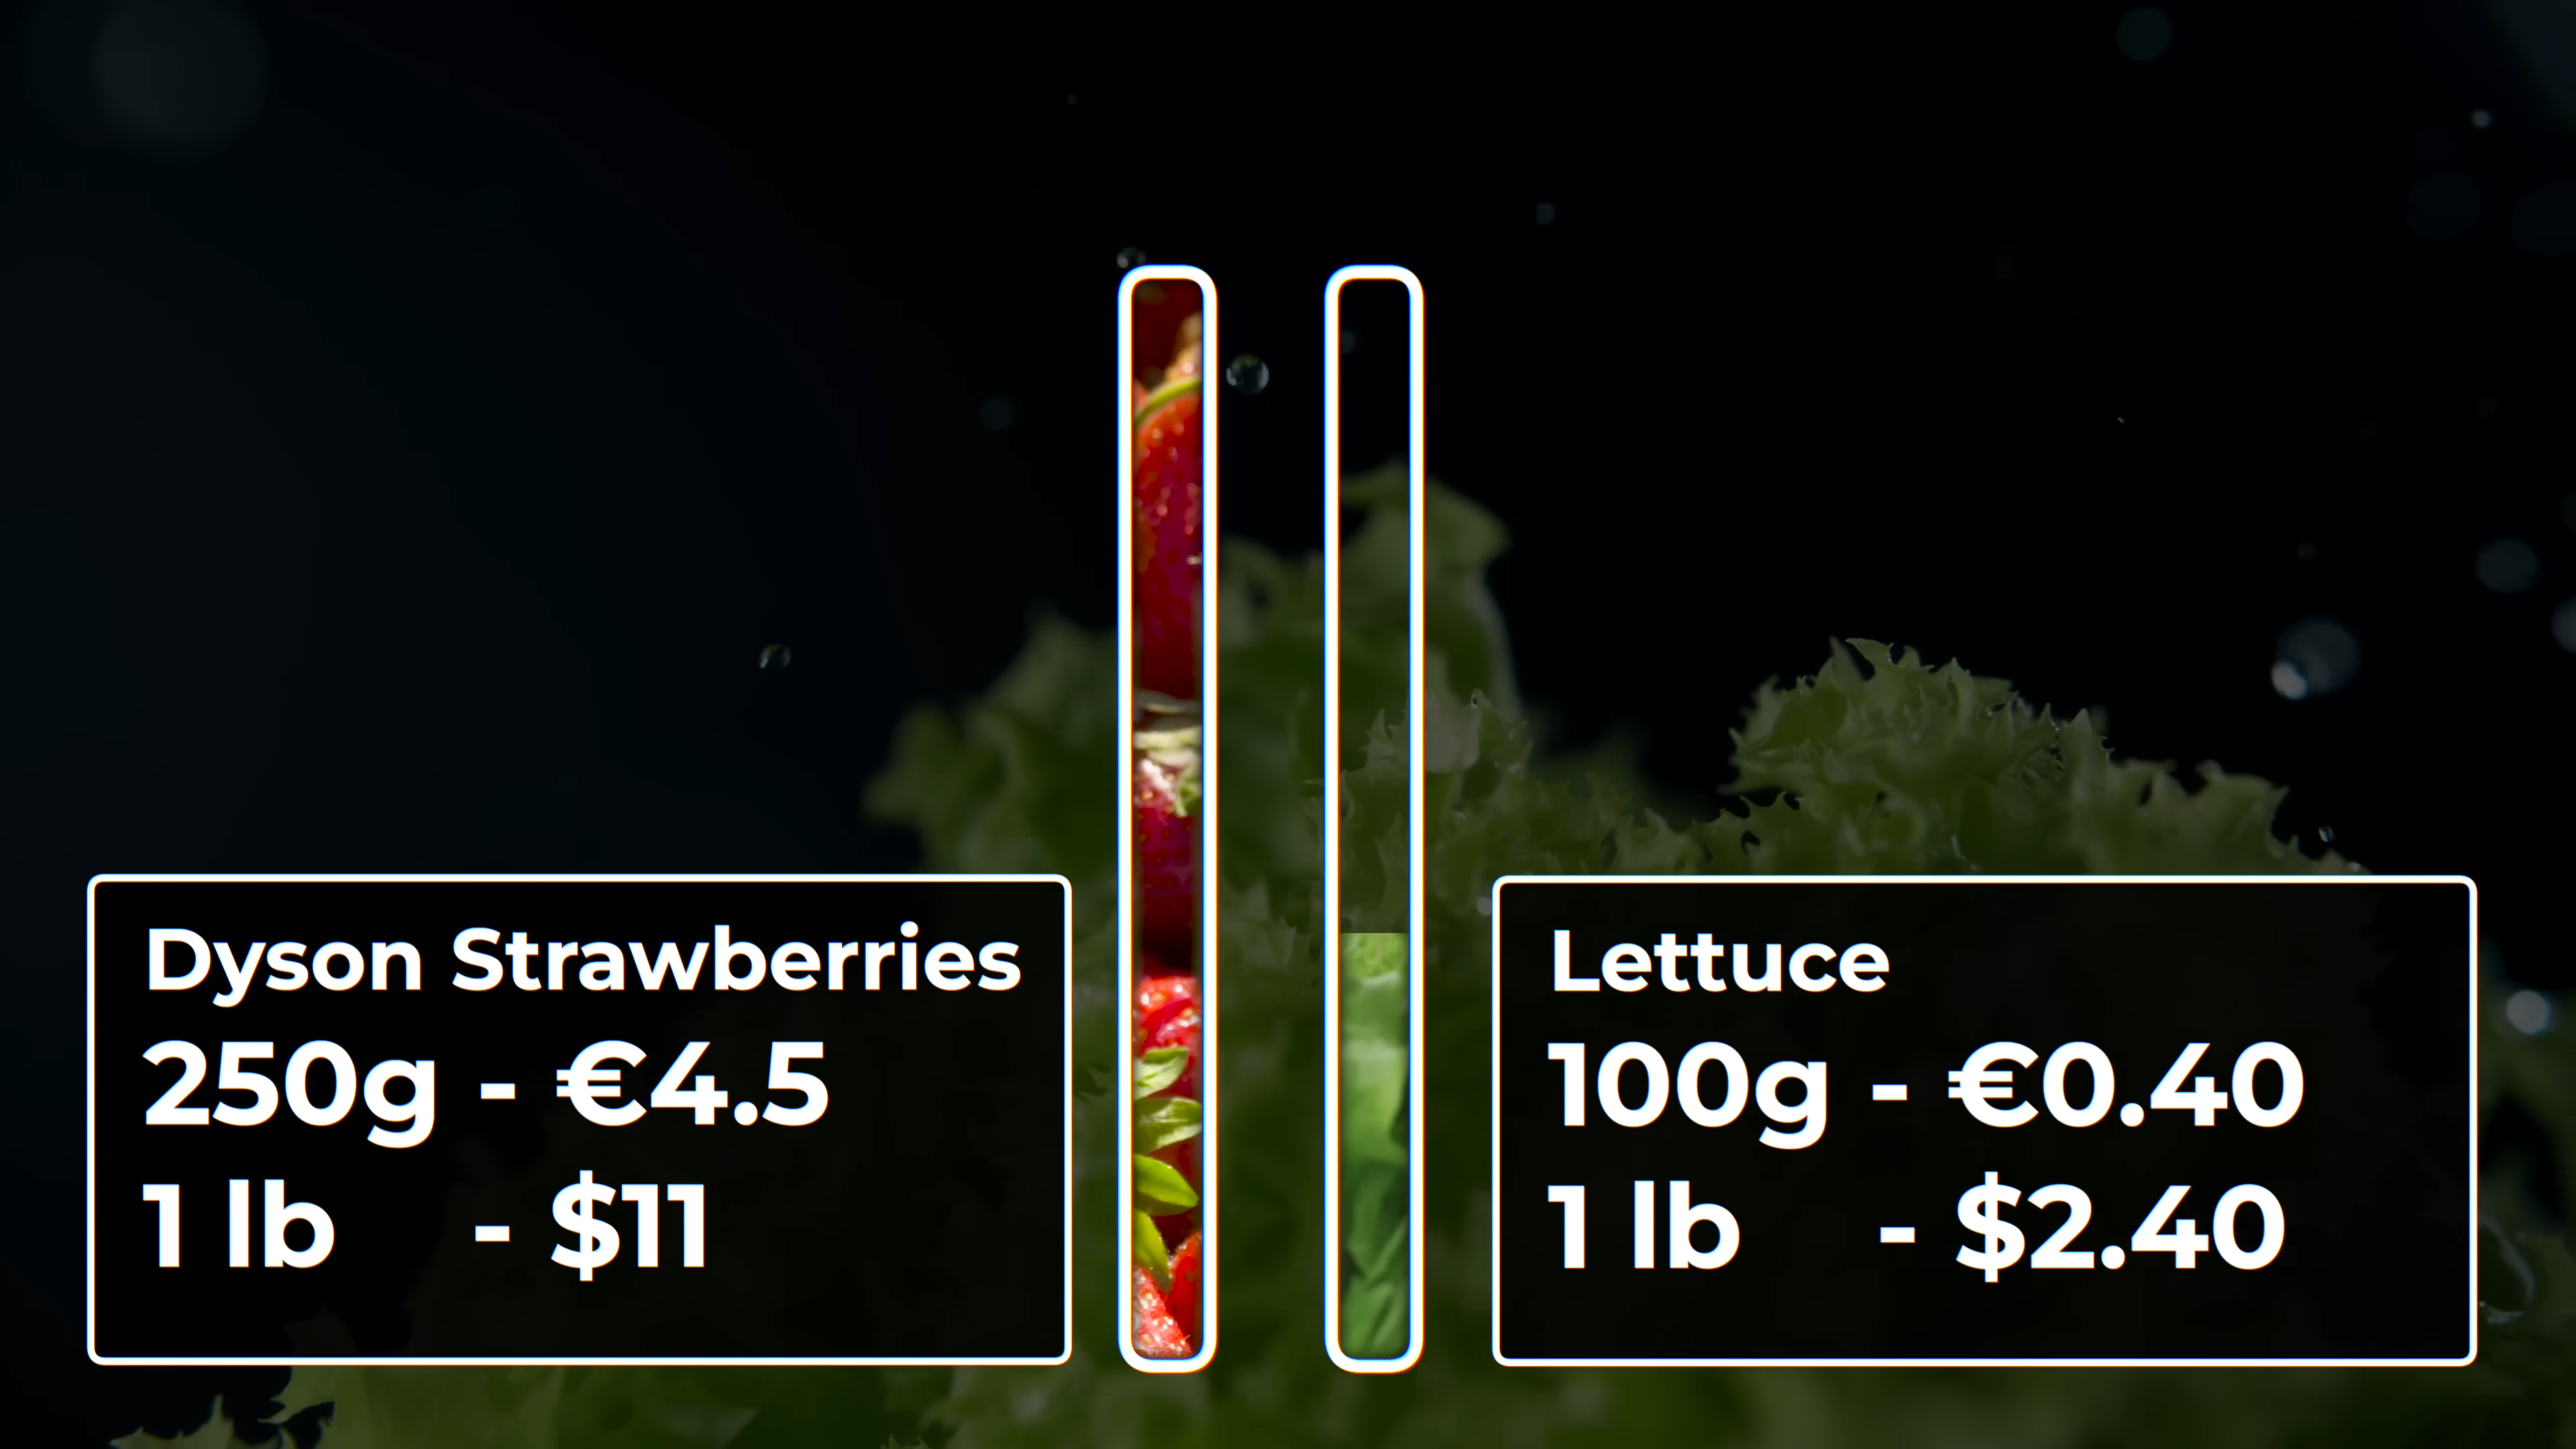 Dyson Strawberries
250g - €4.5
1 lb - $11
Lettuce
100g - €0.40
1 lb - $2.40